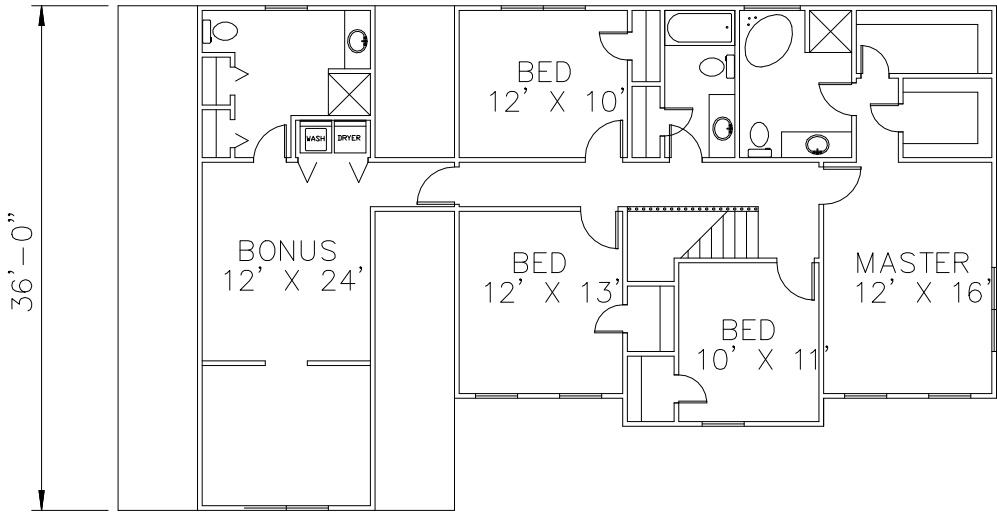 BED
12' X 10'
WASH
DRYER
36'-0"
BONUS
12' X 24'
BED
12' X 13'
MASTER
12' X 16'
BED
10' X 11'